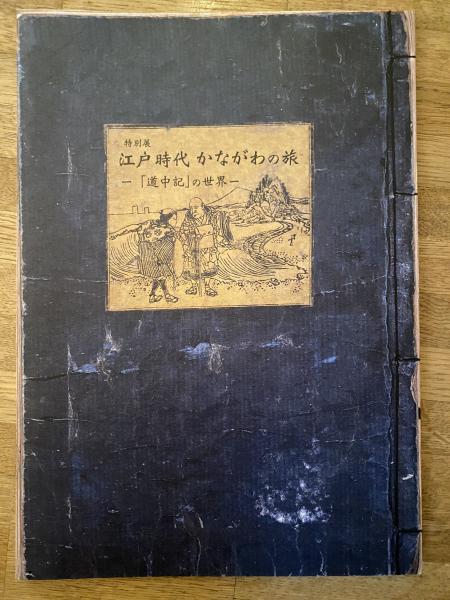 特別展
江戸時代 かながわの旅
―「道中記」の世界―